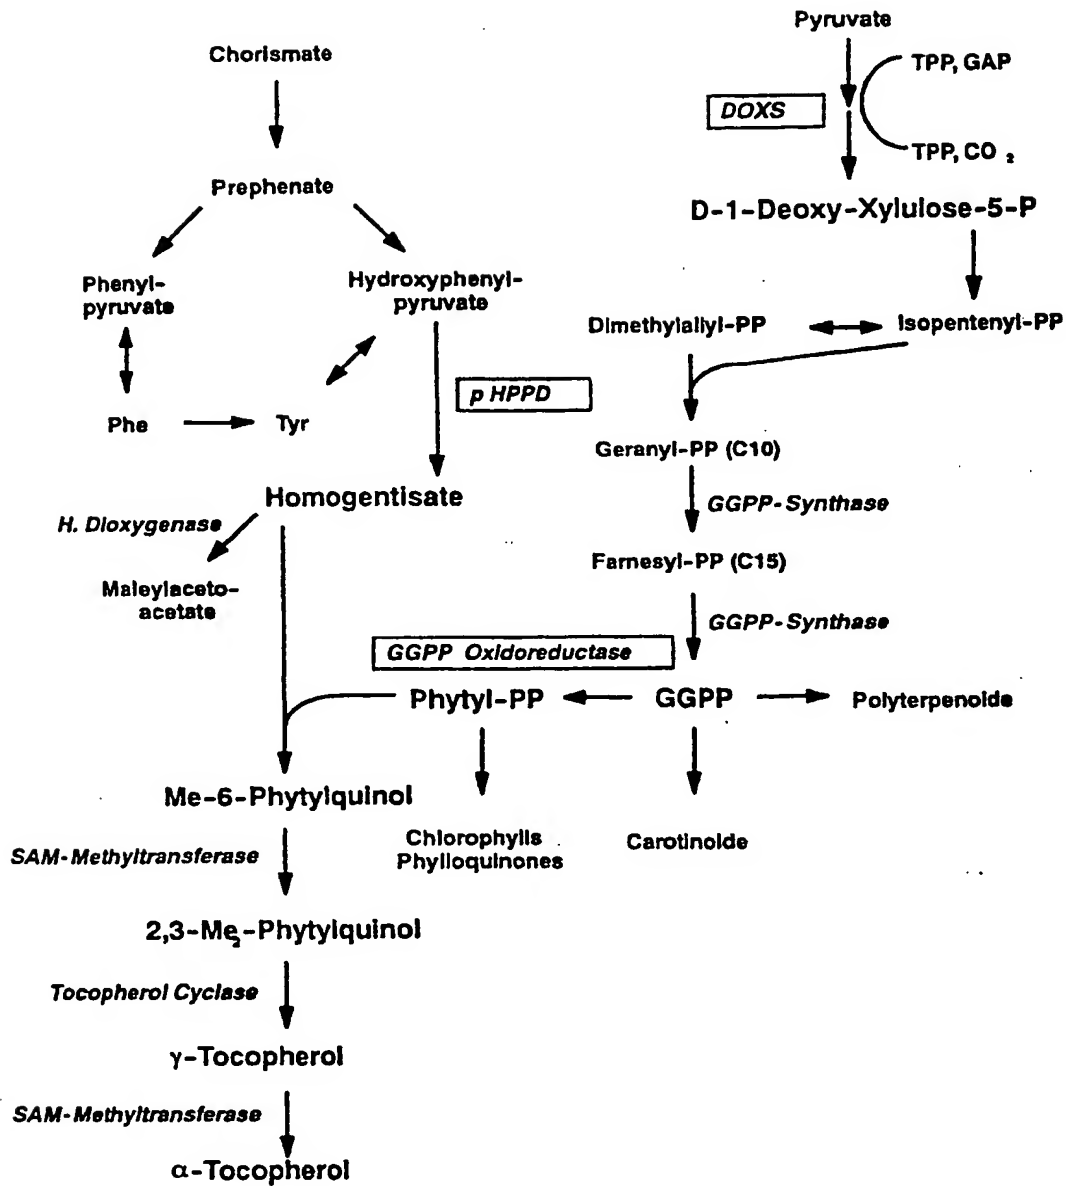 Pyruvate
Chorismate
TPP, GAP
DOXS
TPP, CO 2
Prephenate
D-1-Deoxy-Xylulose-5-P
Phenyl-
pyruvate
Hydroxyphenyl-
pyruvate
Dimethylallyl-PP
Isopentenyl-PP
p HPPD
Phe
Tyr
Geranyl-PP (C10)
Homogentisate
GGPP-Synthase
H. Dioxygenase
Farnesyl-PP (C15)
Maleylaceto-
acetate
GGPP-Synthase
GGPP Oxidoreductase
Phytyl-PP
GGPP
Polyterpenoide
Me-6-Phytylquinol
Chlorophylls
Phylloquinones
Carotinoide
SAM-Methyltransferase
2,3-Me2-Phytylquinol
Tocopherol Cyclase
γ-Tocopherol
SAM-Methyltransferase
α-Tocopherol